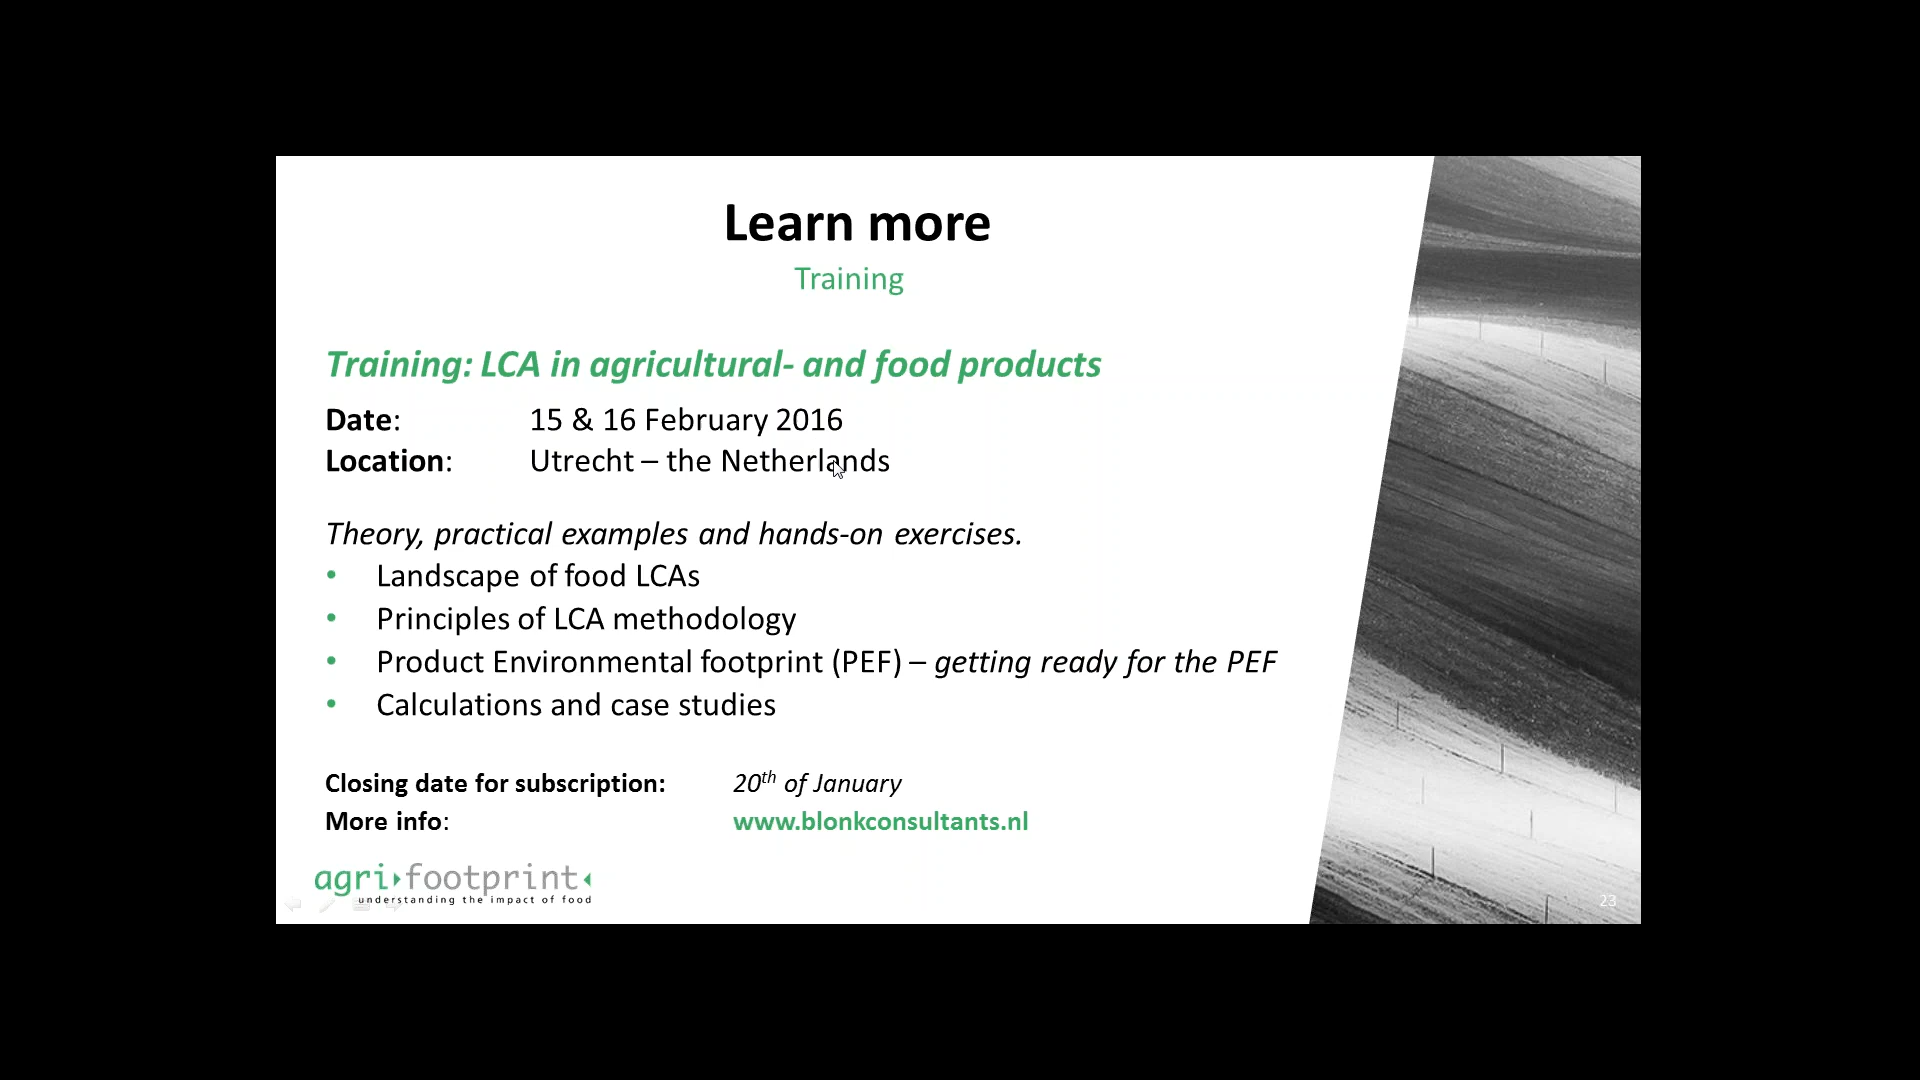 Learn more
Training
Training: LCA in agricultural- and food products
Date: 15 & 16 February 2016
Location: Utrecht – the Netherlands
Theory, practical examples and hands-on exercises.
• Landscape of food LCAs
• Principles of LCA methodology
• Product Environmental footprint (PEF) – getting ready for the PEF
• Calculations and case studies
Closing date for subscription: 20th of January
More info: www.blonkconsultants.nl
agri footprint
understanding the impact of food
23